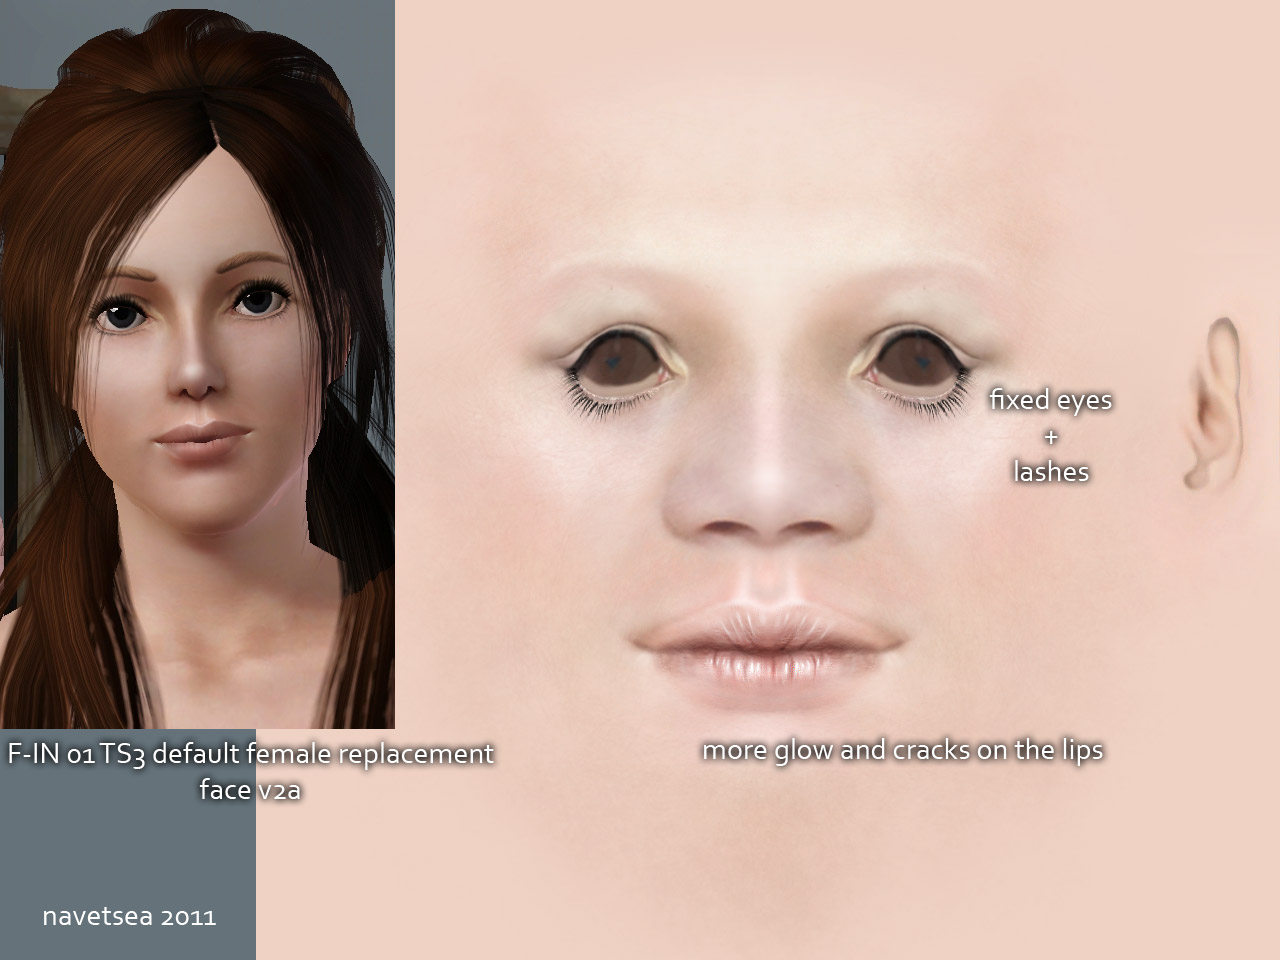 fixed eyes
+
lashes
F-IN 01 TS3 default female replacement
face v2a
more glow and cracks on the lips
navetsea 2011